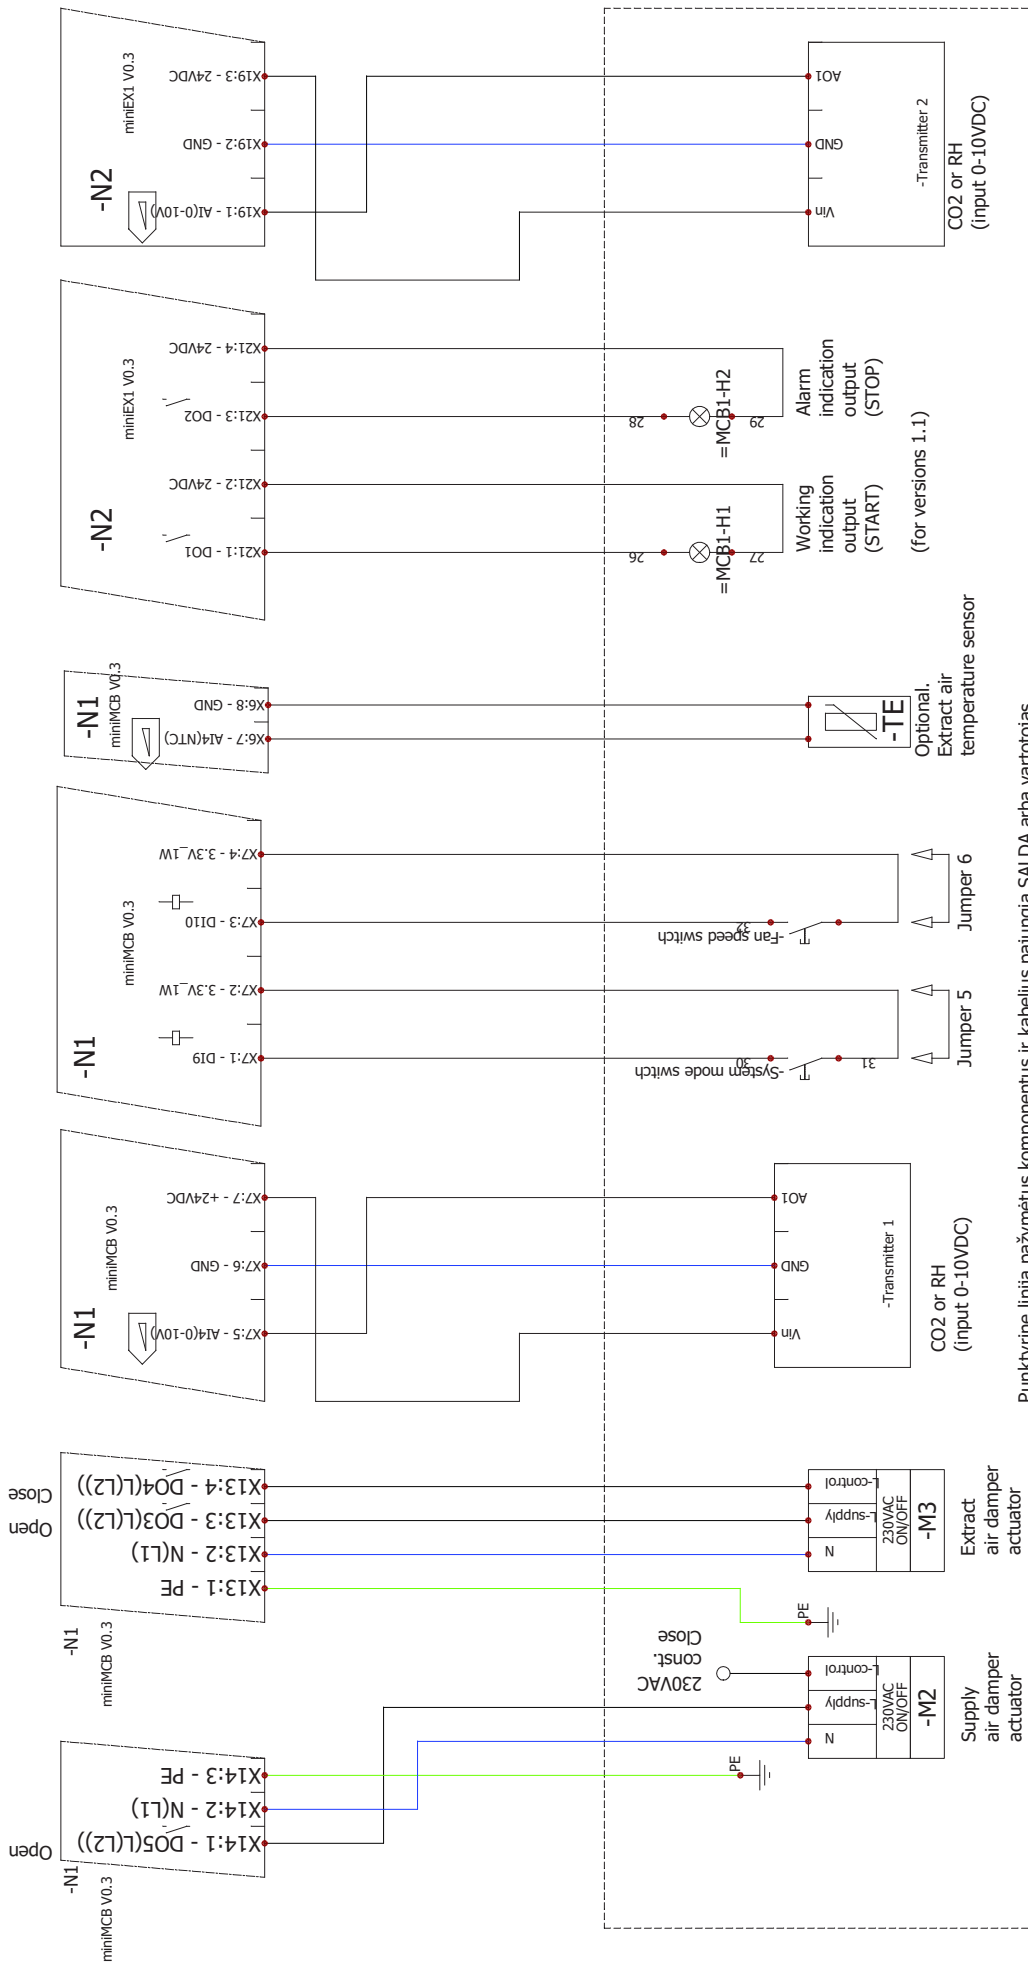 -N2
miniEX1 V0.3
X19:3 - 24VDC
X19:2 - GND
X19:1 - AI(0-10V)
AO1
GND
Vin
-Transmitter 2
CO2 or RH
(input 0-10VDC)
-N2
miniEX1 V0.3
X21:4 - 24VDC
X21:3 - DO2
X21:2 - 24VDC
X21:1 - DO1
28
=MCB1-H2
29
26
=MCB1-H1
27
Alarm
indication
output
(STOP)
Working
indication
output
(START)
(for versions 1.1)
-N1
miniMCB V0.3
X6:8 - GND
X6:7 - AI4(NTC)
-TE
Optional.
Extract air
temperature sensor
-N1
miniMCB V0.3
X7:4 - 3.3V_1W
X7:3 - DI10
X7:2 - 3.3V_1W
X7:1 - DI9
32
-Fan speed switch
30
-System mode switch
31
Jumper 6
Jumper 5
-N1
miniMCB V0.3
X7:7 - +24VDC
X7:6 - GND
X7:5 - AI4(0-10V)
AO1
GND
Vin
-Transmitter 1
CO2 or RH
(input 0-10VDC)
Close
Open
-N1
miniMCB V0.3
X13:4 - DO4(L(L2))
X13:3 - DO3(L(L2))
X13:2 - N(L1)
X13:1 - PE
L-control
L-supply
N
230VAC
ON/OFF
-M3
PE
Extract
air damper
actuator
Open
-N1
miniMCB V0.3
X14:3 - PE
X14:2 - N(L1)
X14:1 - DO5(L(L2))
230VAC
const.
Close
L-control
L-supply
N
230VAC
ON/OFF
-M2
PE
Supply
air damper
actuator
Punktyrine linija pažymėtus komponentus ir kabelius pajungia SALDA arba vartotojas